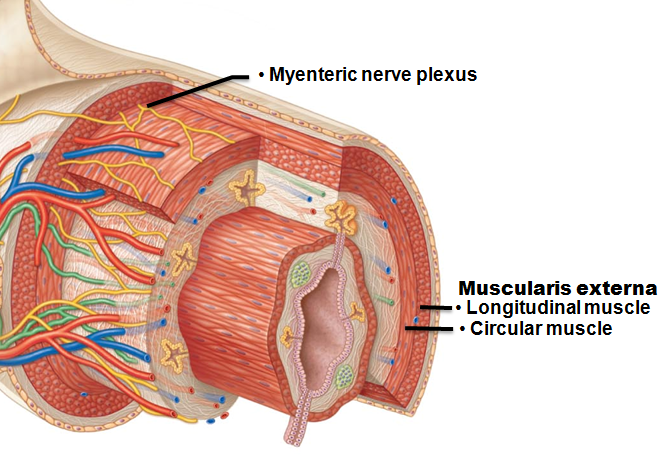 • Myenteric nerve plexus
Muscularis externa
• Longitudinal muscle
• Circular muscle